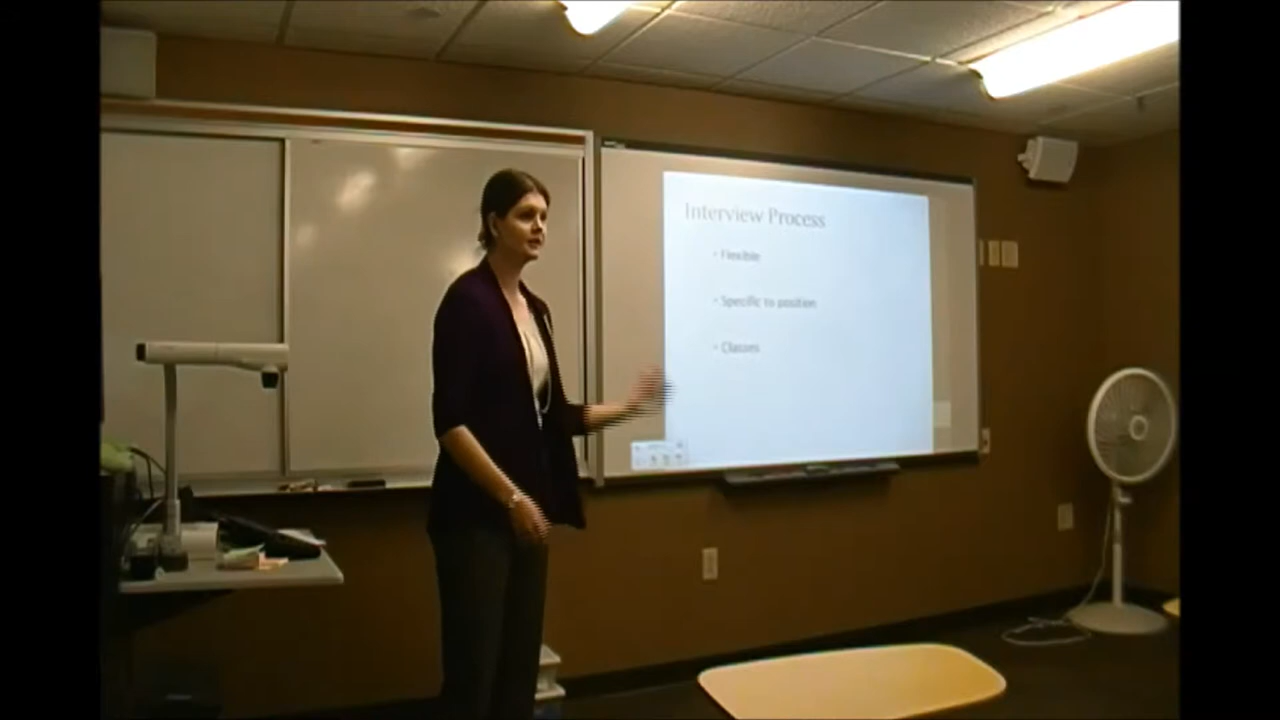 Interview Process
• Flexible
• Specific to position
• Classes